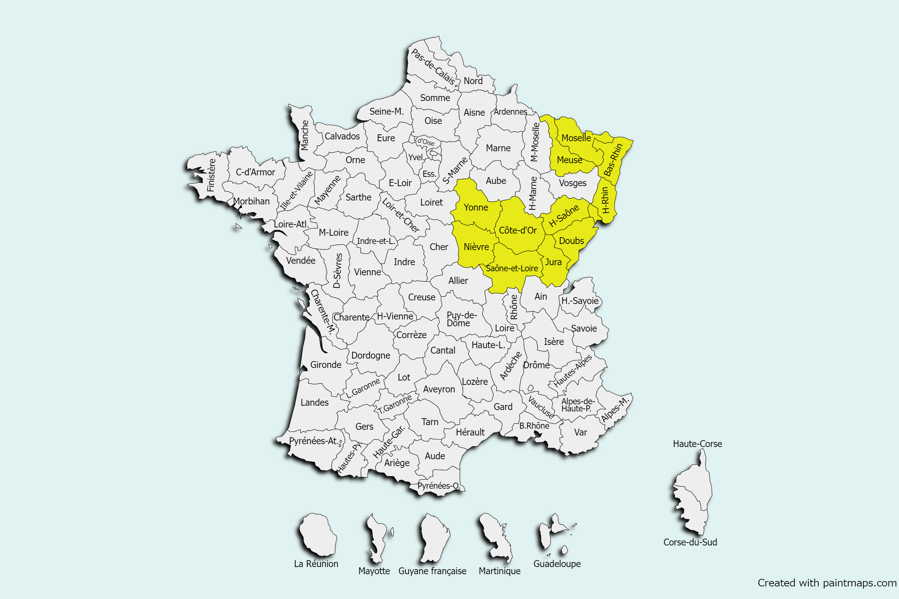 Pas-de-Calais
Nord
Somme
Seine-M.
Oise
Aisne
Ardennes
Manche
Calvados
Eure
V.d'Oise
Marne
M-Moselle
Moselle
Meuse
Bas-Rhin
Finistère
C-d'Armor
Orne
Yvel.
Ess.
S-Marne
Aube
H-Marne
Vosges
H-Rhin
Morbihan
Ille-et-Vilaine
Mayenne
Sarthe
E-Loir
Loiret
Yonne
Loir-et-Cher
Côte-d'Or
H-Saône
Loire-Atl.
M-Loire
Indre-et-L.
Cher
Nièvre
Doubs
Vendée
D-Sèvres
Vienne
Indre
Saône-et-Loire
Jura
Allier
Charente-M.
Charente
H-Vienne
Creuse
Puy-de-
Dôme
Loire
Rhône
Ain
H.-Savoie
Savoie
Corrèze
Cantal
Haute-L.
Isère
Gironde
Dordogne
Lot
Ardèche
Drôme
Hautes-Alpes
L.Garonne
Aveyron
Lozère
Landes
T.Garonne
Gard
Vaucluse
Alpes-de-
Haute-P.
Alpes-M.
Gers
Tarn
Hérault
B.Rhône
Var
Pyrénées-At.
Hautes-Py.
Haute-Gar.
Ariège
Aude
Pyrénées-O.
Haute-Corse
Corse-du-Sud
La Réunion
Mayotte
Guyane française
Martinique
Guadeloupe
Created with paintmaps.com